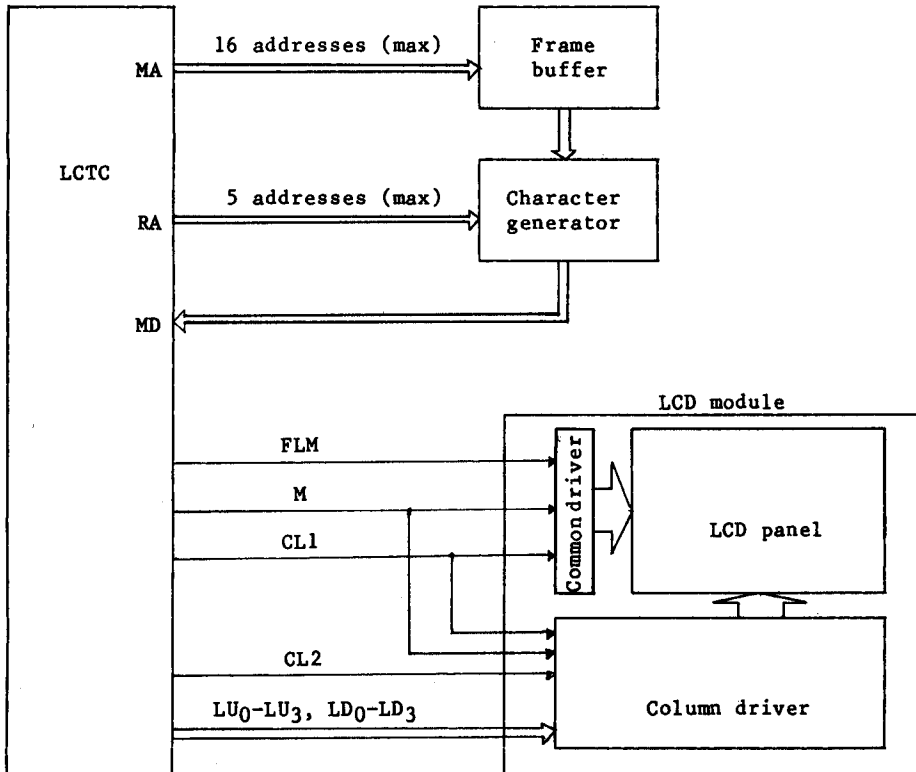 16 addresses (max)
MA
Frame
buffer
LCTC
5 addresses (max)
RA
Character
generator
MD
LCD module
FLM
M
CL1
Common driver
LCD panel
CL2
LU0-LU3, LD0-LD3
Column driver